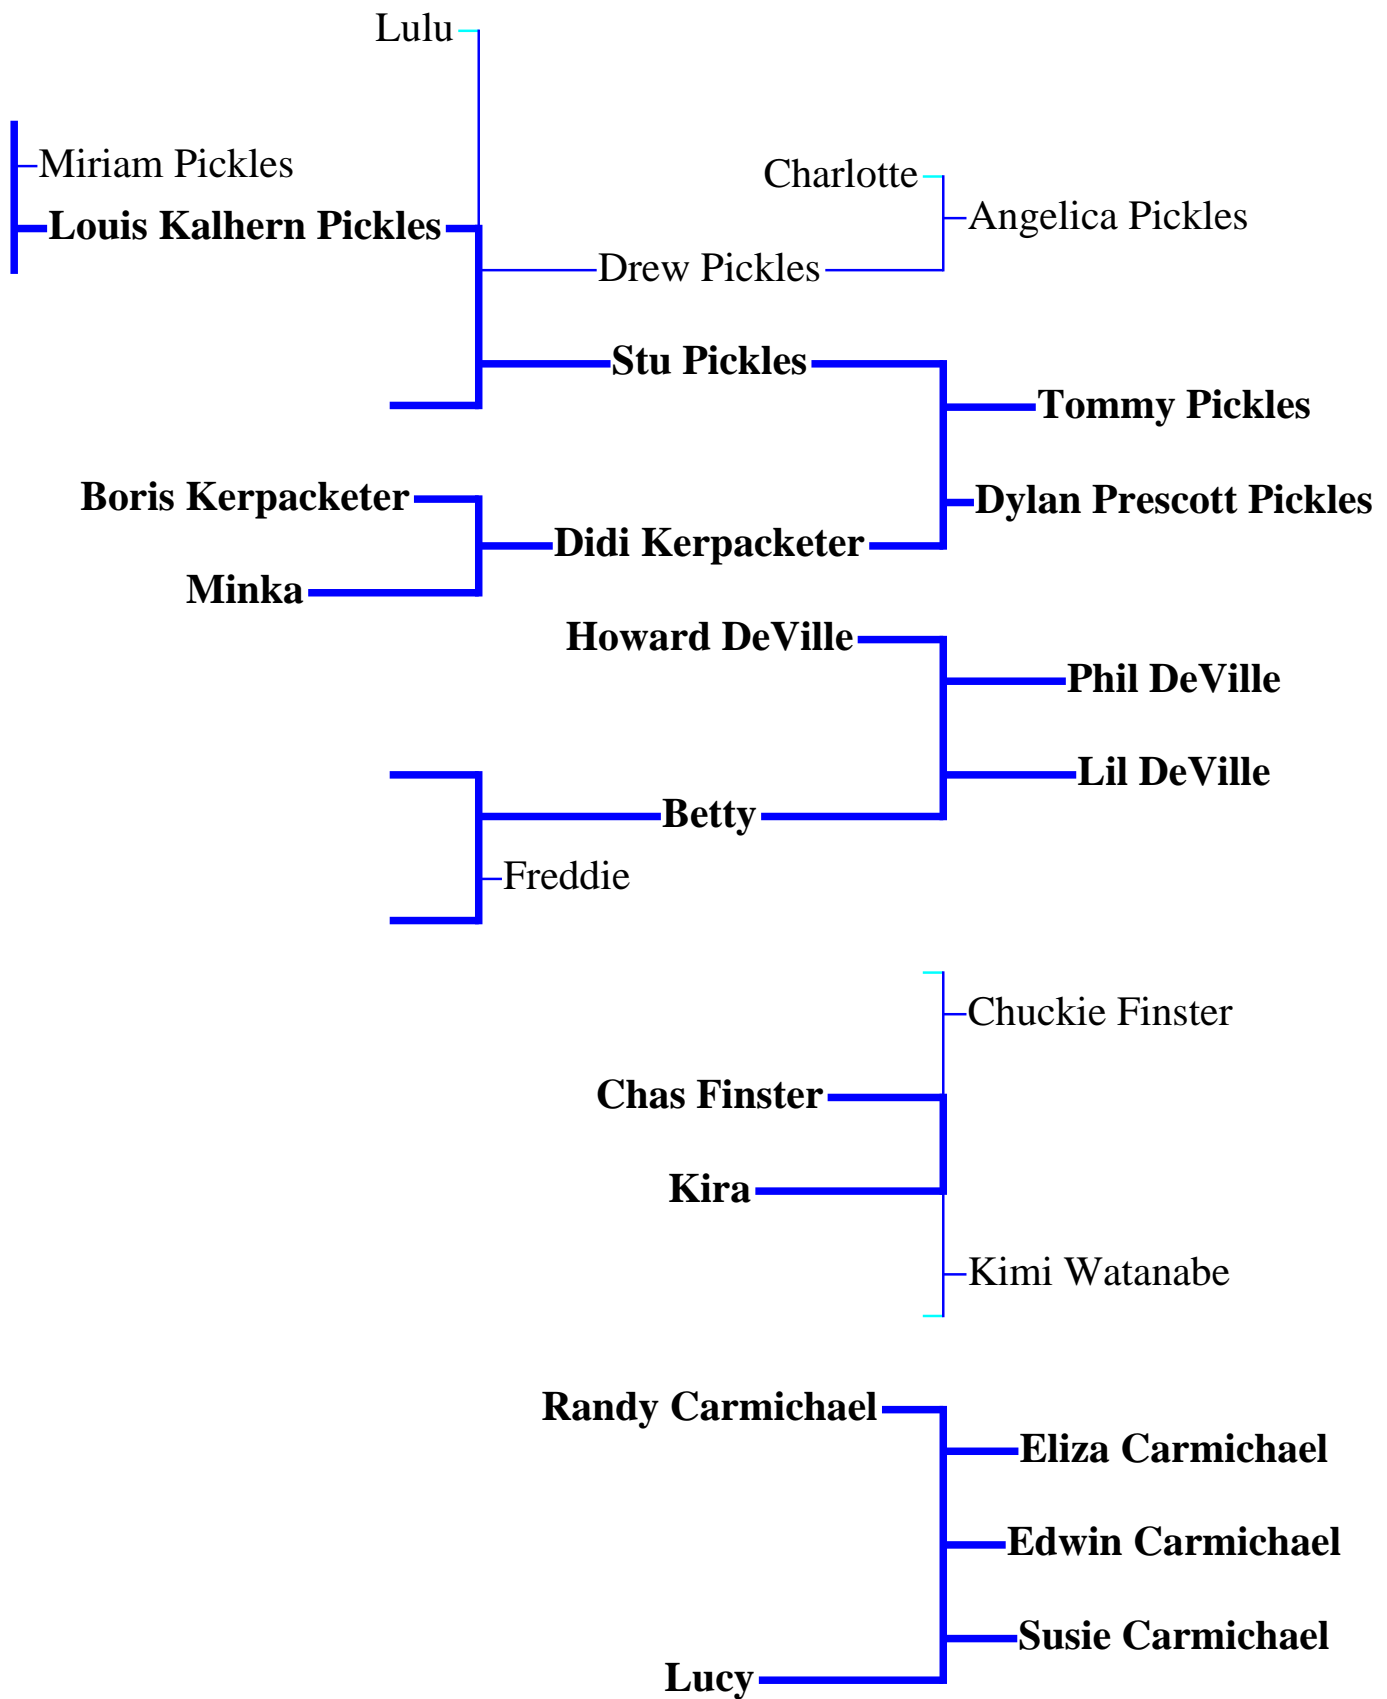 Lulu
Miriam Pickles
Charlotte
Louis Kalhern Pickles
Angelica Pickles
Drew Pickles
Stu Pickles
Tommy Pickles
Boris Kerpacketer
Dylan Prescott Pickles
Didi Kerpacketer
Minka
Howard DeVille
Phil DeVille
Lil DeVille
Betty
Freddie
Chuckie Finster
Chas Finster
Kira
Kimi Watanabe
Randy Carmichael
Eliza Carmichael
Edwin Carmichael
Susie Carmichael
Lucy